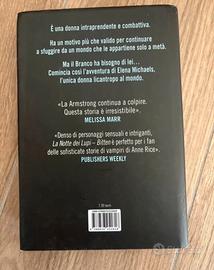 È una donna intraprendente e combattiva.
Ha un motivo più che valido per continuare
a sfuggire da un mondo che le appartiene solo a metà.
Ma il Branco ha bisogno di lei...
Comincia così l'avventura di Elena Michaels,
l'unica donna licantropo al mondo.
«La Armstrong continua a colpire.
Questa storia è irresistibile».
MELISSA MARR
«Denso di personaggi sensuali e intriganti,
La Notte dei Lupi – Bitten è perfetto per i fan
delle sofisticate storie di vampiri di Anne Rice».
PUBLISHERS WEEKLY